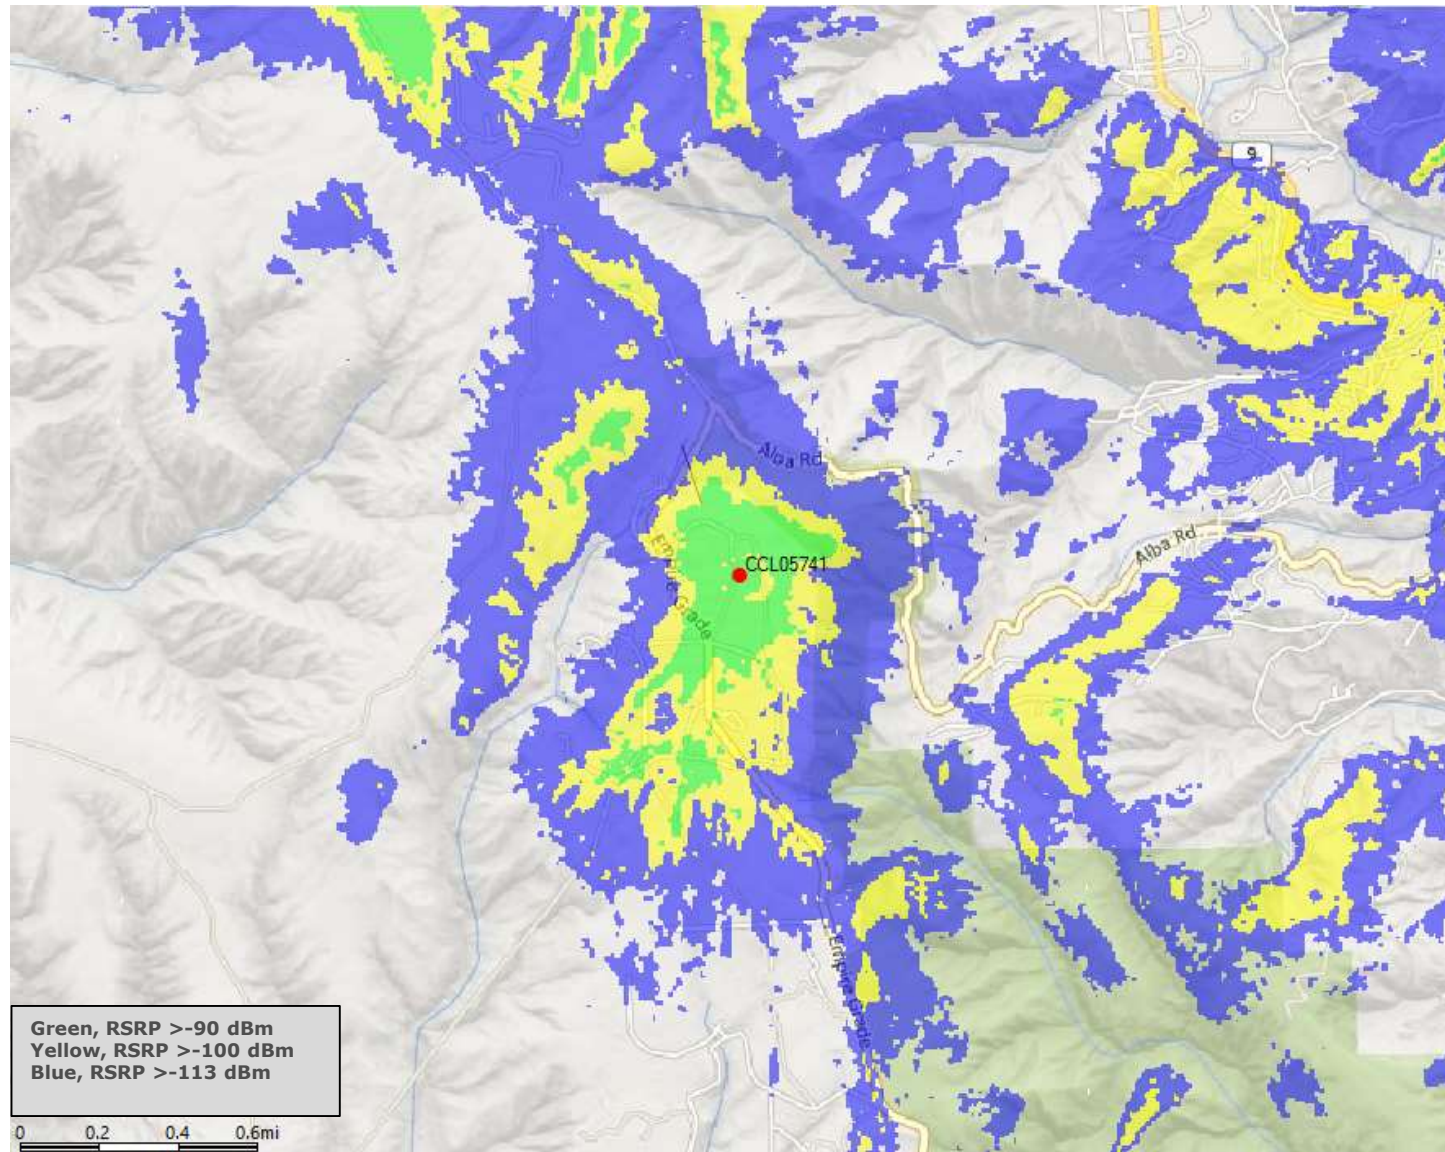 9
Alba Rd
CCL05741
Empire Grade
Alba Rd
Empire Grade
Green, RSRP >-90 dBm
Yellow, RSRP >-100 dBm
Blue, RSRP >-113 dBm
0 0.2 0.4 0.6mi